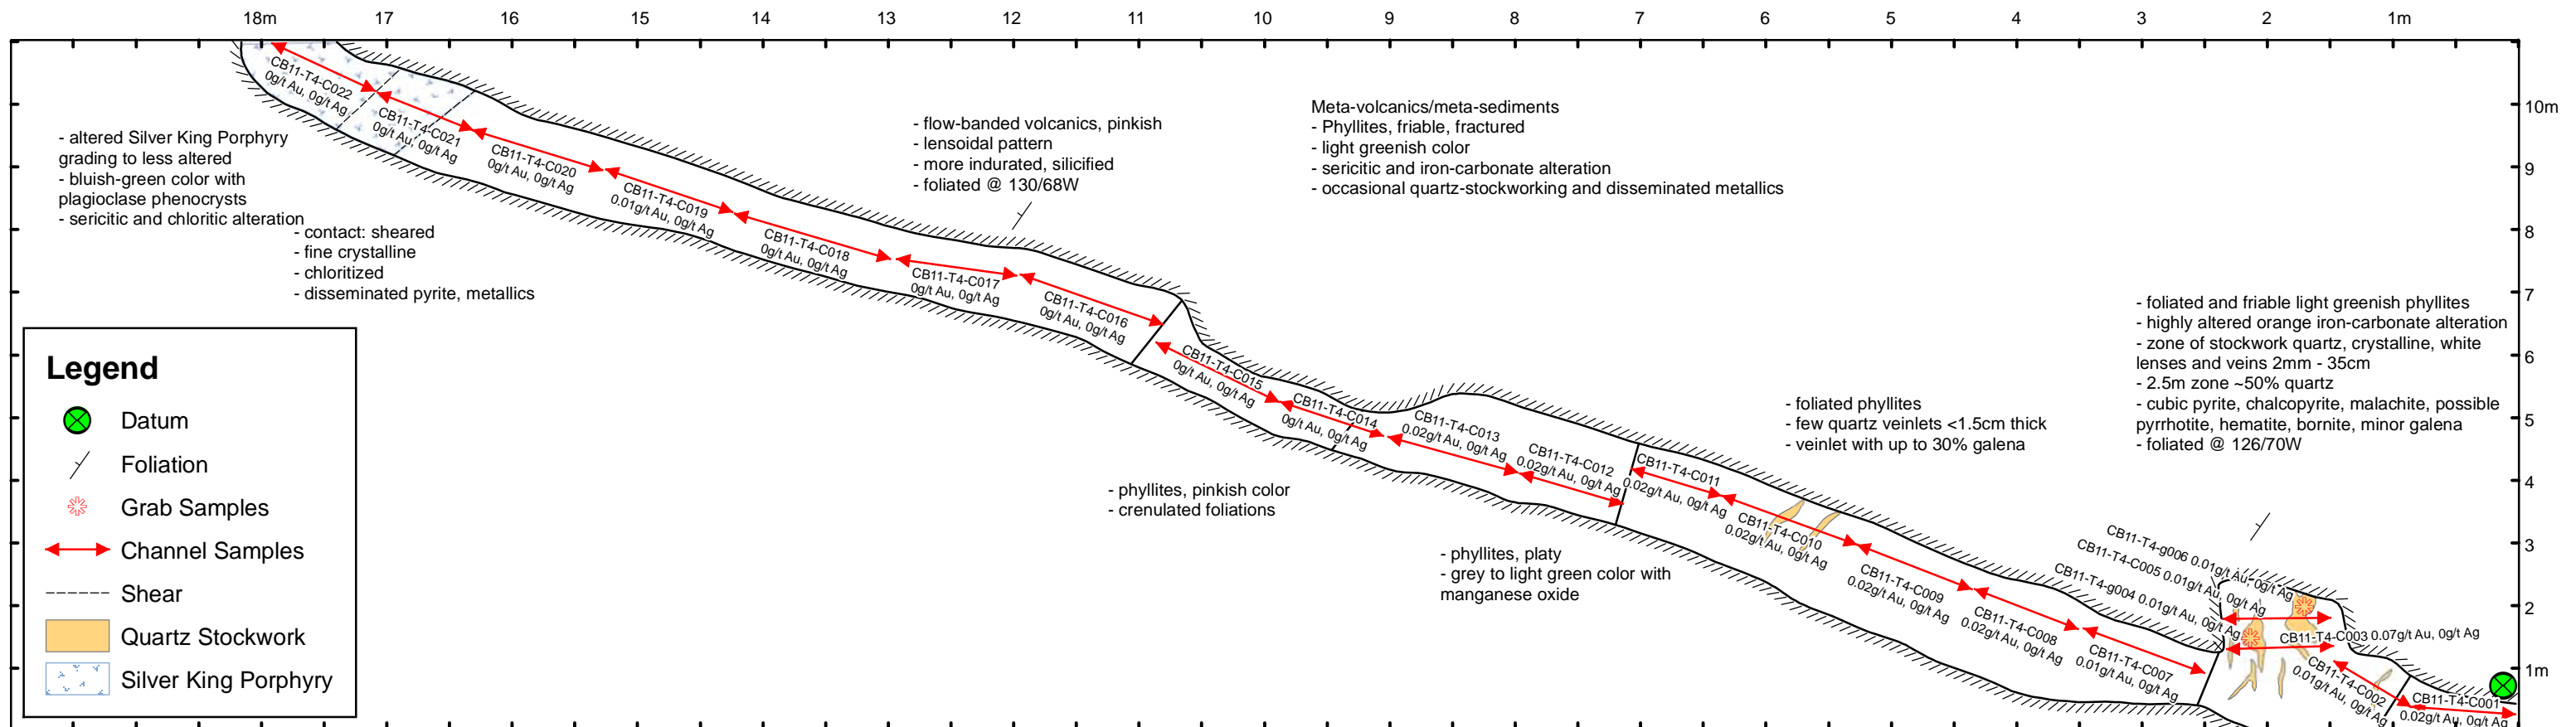 18m 17 16 15 14 13 12 11 10 9 8 7 6 5 4 3 2 1m
10m
9
8
7
6
5
4
3
2
1m
CB11-T4-C022
0g/t Au, 0g/t Ag
CB11-T4-C021
0g/t Au, 0g/t Ag
CB11-T4-C020
0g/t Au, 0g/t Ag
CB11-T4-C019
0.01g/t Au, 0g/t Ag
CB11-T4-C018
0g/t Au, 0g/t Ag
CB11-T4-C017
0g/t Au, 0g/t Ag
CB11-T4-C016
0g/t Au, 0g/t Ag
CB11-T4-C015
0g/t Au, 0g/t Ag
CB11-T4-C014
0g/t Au, 0g/t Ag
CB11-T4-C013
0.02g/t Au, 0g/t Ag
CB11-T4-C012
0.02g/t Au, 0g/t Ag
CB11-T4-C011
0.02g/t Au, 0g/t Ag
CB11-T4-C010
0.02g/t Au, 0g/t Ag
CB11-T4-C009
0.02g/t Au, 0g/t Ag
CB11-T4-C008
0.02g/t Au, 0g/t Ag
CB11-T4-C007
0.01g/t Au, 0g/t Ag
CB11-T4-g006 0.01g/t Au, 0g/t Ag
CB11-T4-C005 0.01g/t Au, 0g/t Ag
CB11-T4-g004 0.01g/t Au, 0g/t Ag
CB11-T4-C003 0.07g/t Au, 0g/t Ag
CB11-T4-C002
0.01g/t Au, 0g/t Ag
CB11-T4-C001
0.02g/t Au, 0g/t Ag
- altered Silver King Porphyry
grading to less altered
- bluish-green color with
plagioclase phenocrysts
- sericitic and chloritic alteration
- contact: sheared
- fine crystalline
- chloritized
- disseminated pyrite, metallics
- flow-banded volcanics, pinkish
- lensoidal pattern
- more indurated, silicified
- foliated @ 130/68W
Meta-volcanics/meta-sediments
- Phyllites, friable, fractured
- light greenish color
- sericitic and iron-carbonate alteration
- occasional quartz-stockworking and disseminated metallics
- phyllites, pinkish color
- crenulated foliations
- phyllites, platy
- grey to light green color with
manganese oxide
- foliated phyllites
- few quartz veinlets <1.5cm thick
- veinlet with up to 30% galena
- foliated and friable light greenish phyllites
- highly altered orange iron-carbonate alteration
- zone of stockwork quartz, crystalline, white
lenses and veins 2mm - 35cm
- 2.5m zone ~50% quartz
- cubic pyrite, chalcopyrite, malachite, possible
pyrrhotite, hematite, bornite, minor galena
- foliated @ 126/70W
Legend
Datum
Foliation
Grab Samples
Channel Samples
Shear
Quartz Stockwork
Silver King Porphyry